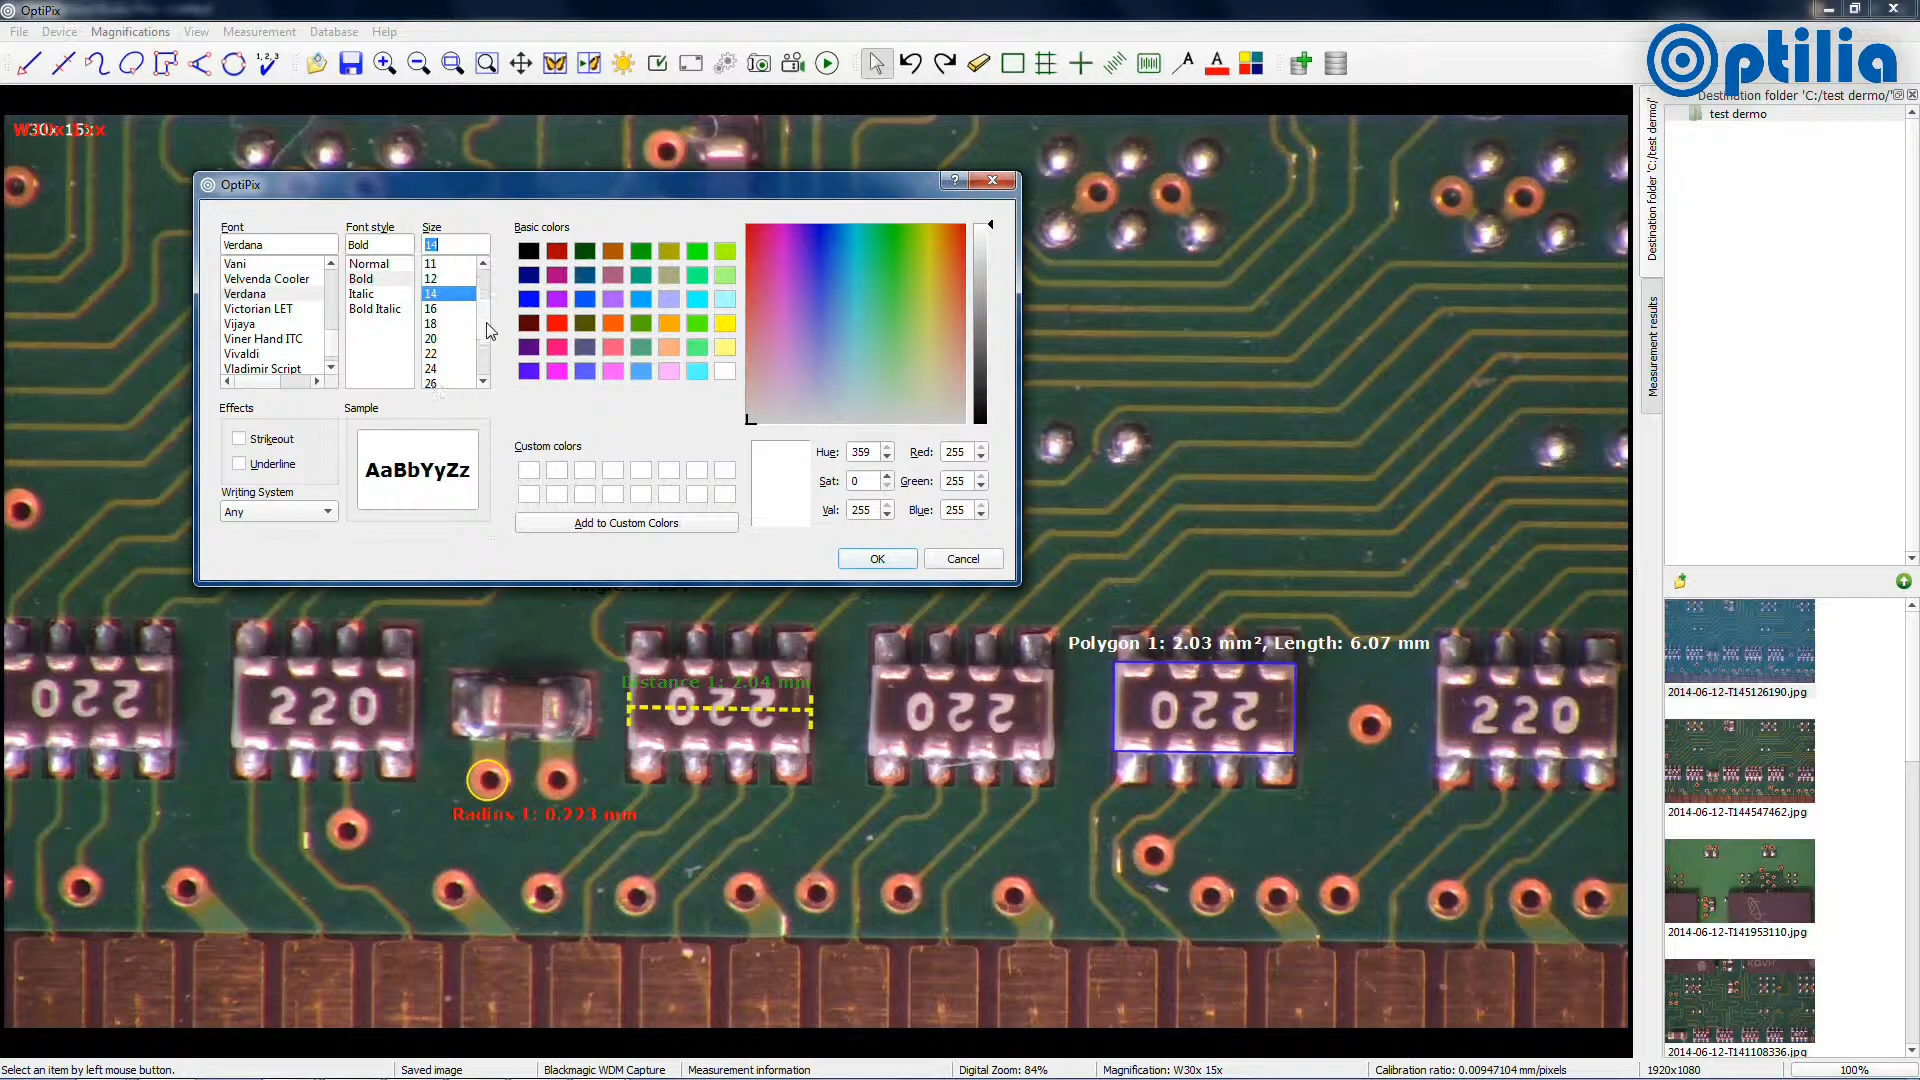 OptiPix
File Device Magnifications View Measurement Database Help
1,2,3
A A
Optilia
Destination folder 'C:/test dermo/'
test dermo
Destination folder 'C:/test dermo/'
Measurement results
OptiPix
?
Font Font style Size Basic colors
Verdana Bold 14
Vani Normal 11
Velvenda Cooler Bold 12
Verdana Italic 14
Victorian LET Bold Italic 16
Vijaya 18
Viner Hand ITC 20
Vivaldi 22
Vladimir Script 24
26
Effects Sample
Strikeout
Underline
AaBbYyZz
Writing System
Any
Custom colors
Add to Custom Colors
Hue: 359 Red: 255
Sat: 0 Green: 255
Val: 255 Blue: 255
OK Cancel
Polygon 1: 2.03 mm², Length: 6.07 mm
Distance 1: 2.04 mm
220 220 220 220 220 220
Radius 1: 0.223 mm
2014-06-12-T145126190.jpg
2014-06-12-T144547462.jpg
2014-06-12-T141953110.jpg
2014-06-12-T141108336.jpg
Select an item by left mouse button. Saved image Blackmagic WDM Capture Measurement information Digital Zoom: 84% Magnification: W30x 15x Calibration ratio: 0.00947104 mm/pixels 1920x1080 100%